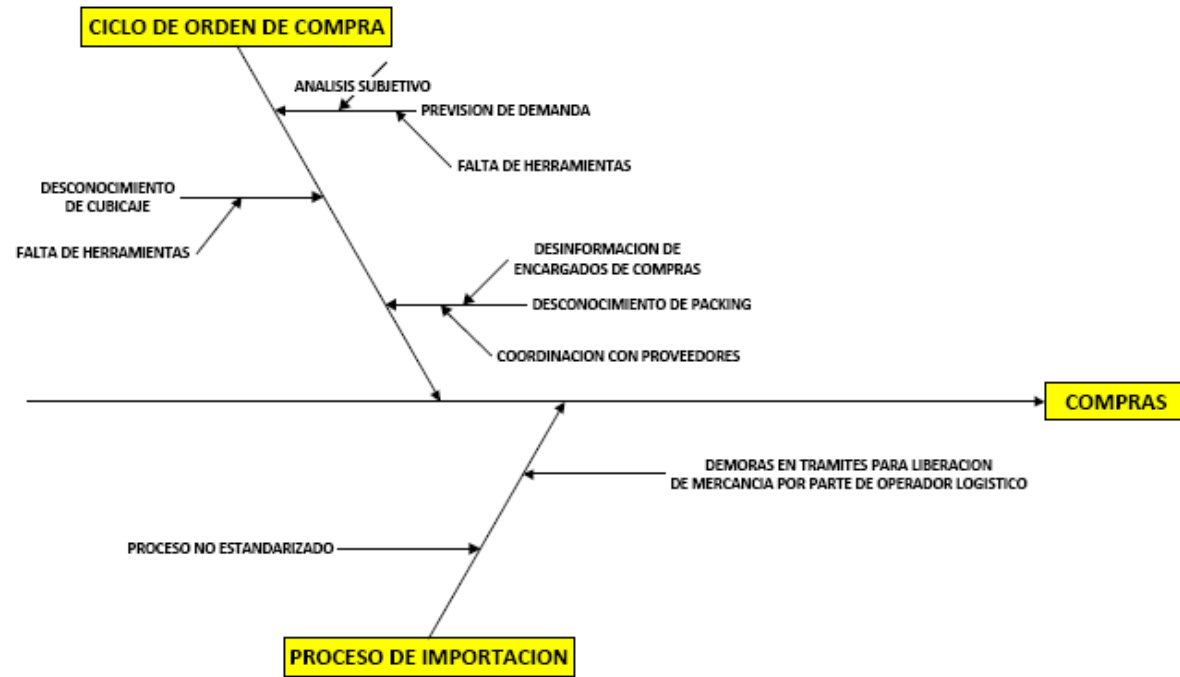 CICLO DE ORDEN DE COMPRA
ANALISIS SUBJETIVO
PREVISION DE DEMANDA
FALTA DE HERRAMIENTAS
DESCONOCIMIENTO
DE CUBICAJE
FALTA DE HERRAMIENTAS
DESINFORMACION DE
ENCARGADOS DE COMPRAS
DESCONOCIMIENTO DE PACKING
COORDINACION CON PROVEEDORES
COMPRAS
DEMORAS EN TRAMITES PARA LIBERACION
DE MERCANCIA POR PARTE DE OPERADOR LOGISTICO
PROCESO NO ESTANDARIZADO
PROCESO DE IMPORTACION